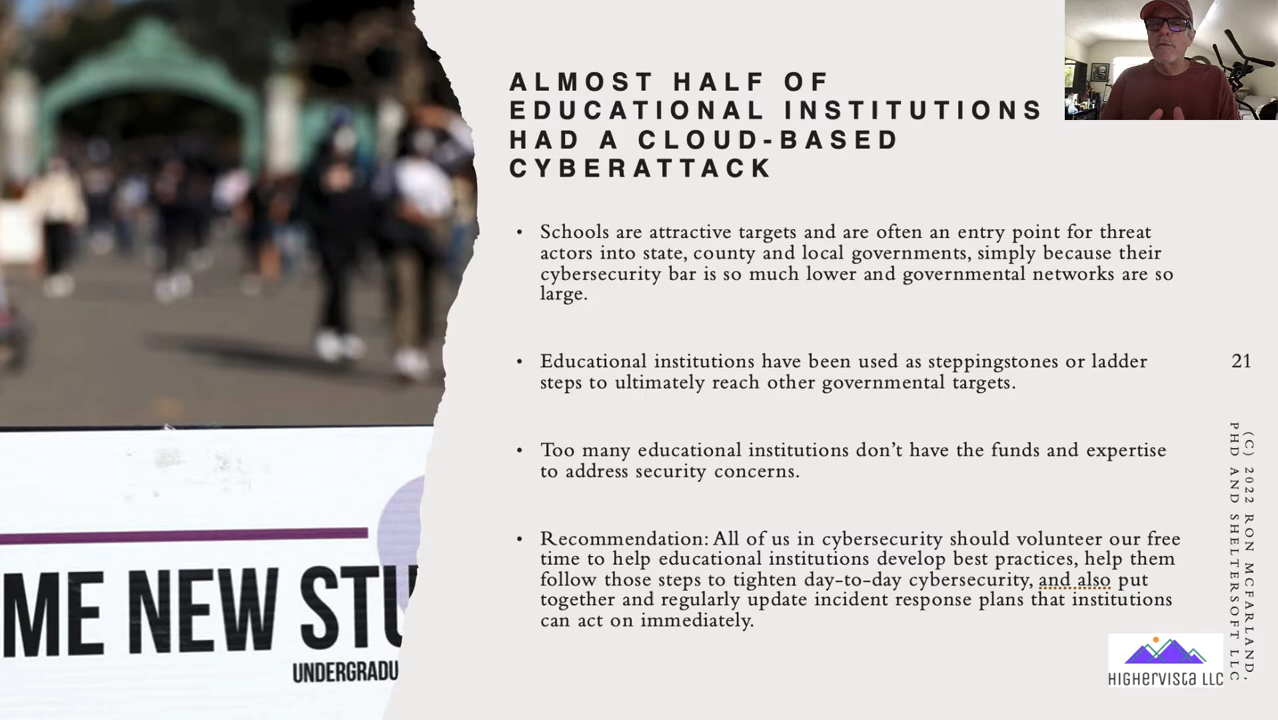 ALMOST HALF OF
EDUCATIONAL INSTITUTIONS
HAD A CLOUD-BASED
CYBERATTACK
• Schools are attractive targets and are often an entry point for threat
actors into state, county and local governments, simply because their
cybersecurity bar is so much lower and governmental networks are so
large.
• Educational institutions have been used as steppingstones or ladder
steps to ultimately reach other governmental targets.
• Too many educational institutions don’t have the funds and expertise
to address security concerns.
• Recommendation: All of us in cybersecurity should volunteer our free
time to help educational institutions develop best practices, help them
follow those steps to tighten day-to-day cybersecurity, and also put
together and regularly update incident response plans that institutions
can act on immediately.
21
(C) 2022 RON MCFARLAND,
PHD AND SHELTERSOFT LLC
HIGHERVISTA LLC
ME NEW STU
UNDERGRADU